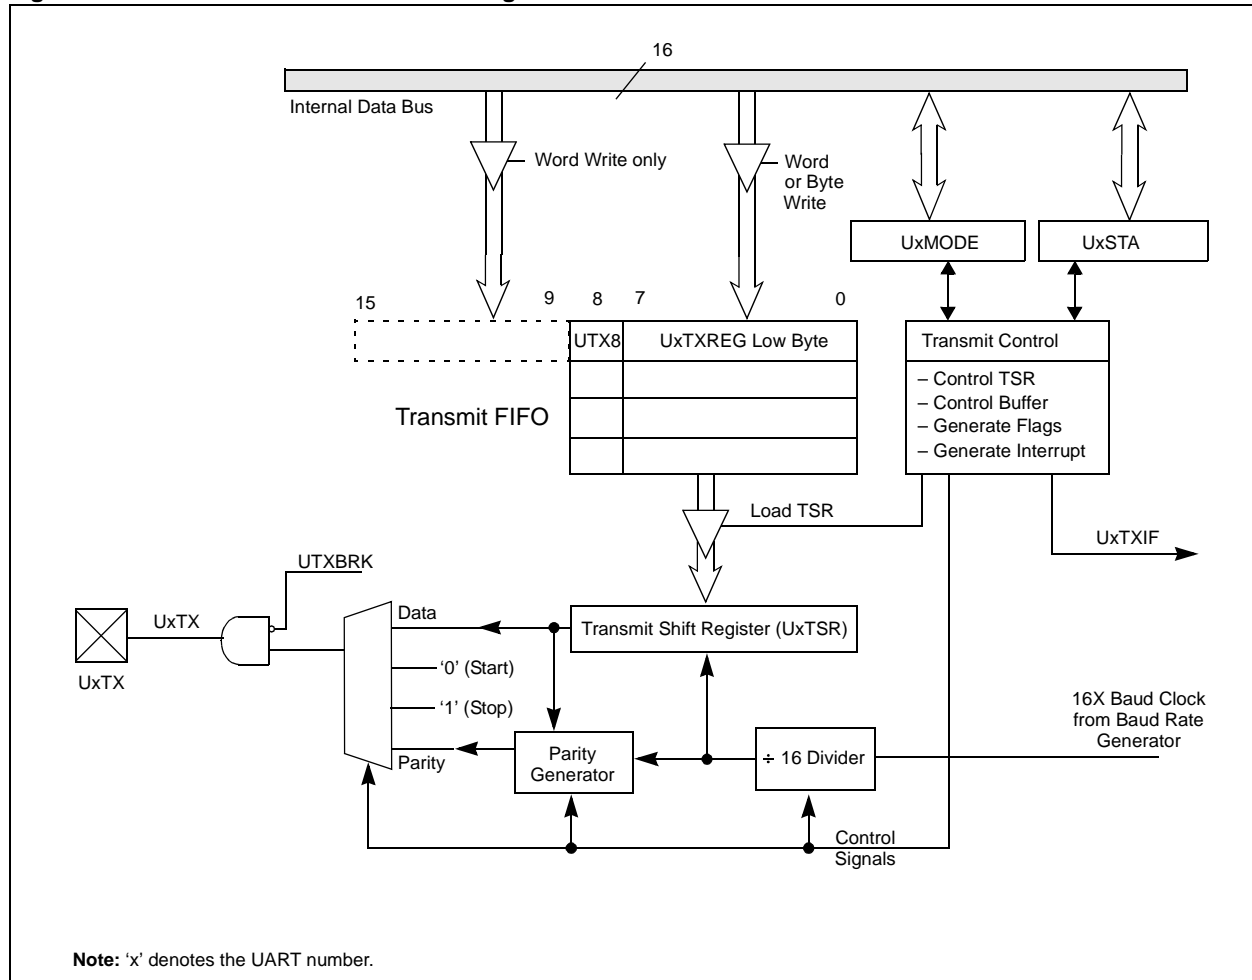 16
Internal Data Bus
Word Write only
Word
or Byte
Write
UxMODE
UxSTA
15
9
8
7
0
UTX8
UxTXREG Low Byte
Transmit Control
– Control TSR
– Control Buffer
– Generate Flags
– Generate Interrupt
Transmit FIFO
Load TSR
UxTXIF
UTXBRK
UxTX
UxTX
Data
Transmit Shift Register (UxTSR)
‘0’ (Start)
‘1’ (Stop)
Parity
Parity
Generator
÷ 16 Divider
16X Baud Clock
from Baud Rate
Generator
Control
Signals
Note: ‘x’ denotes the UART number.